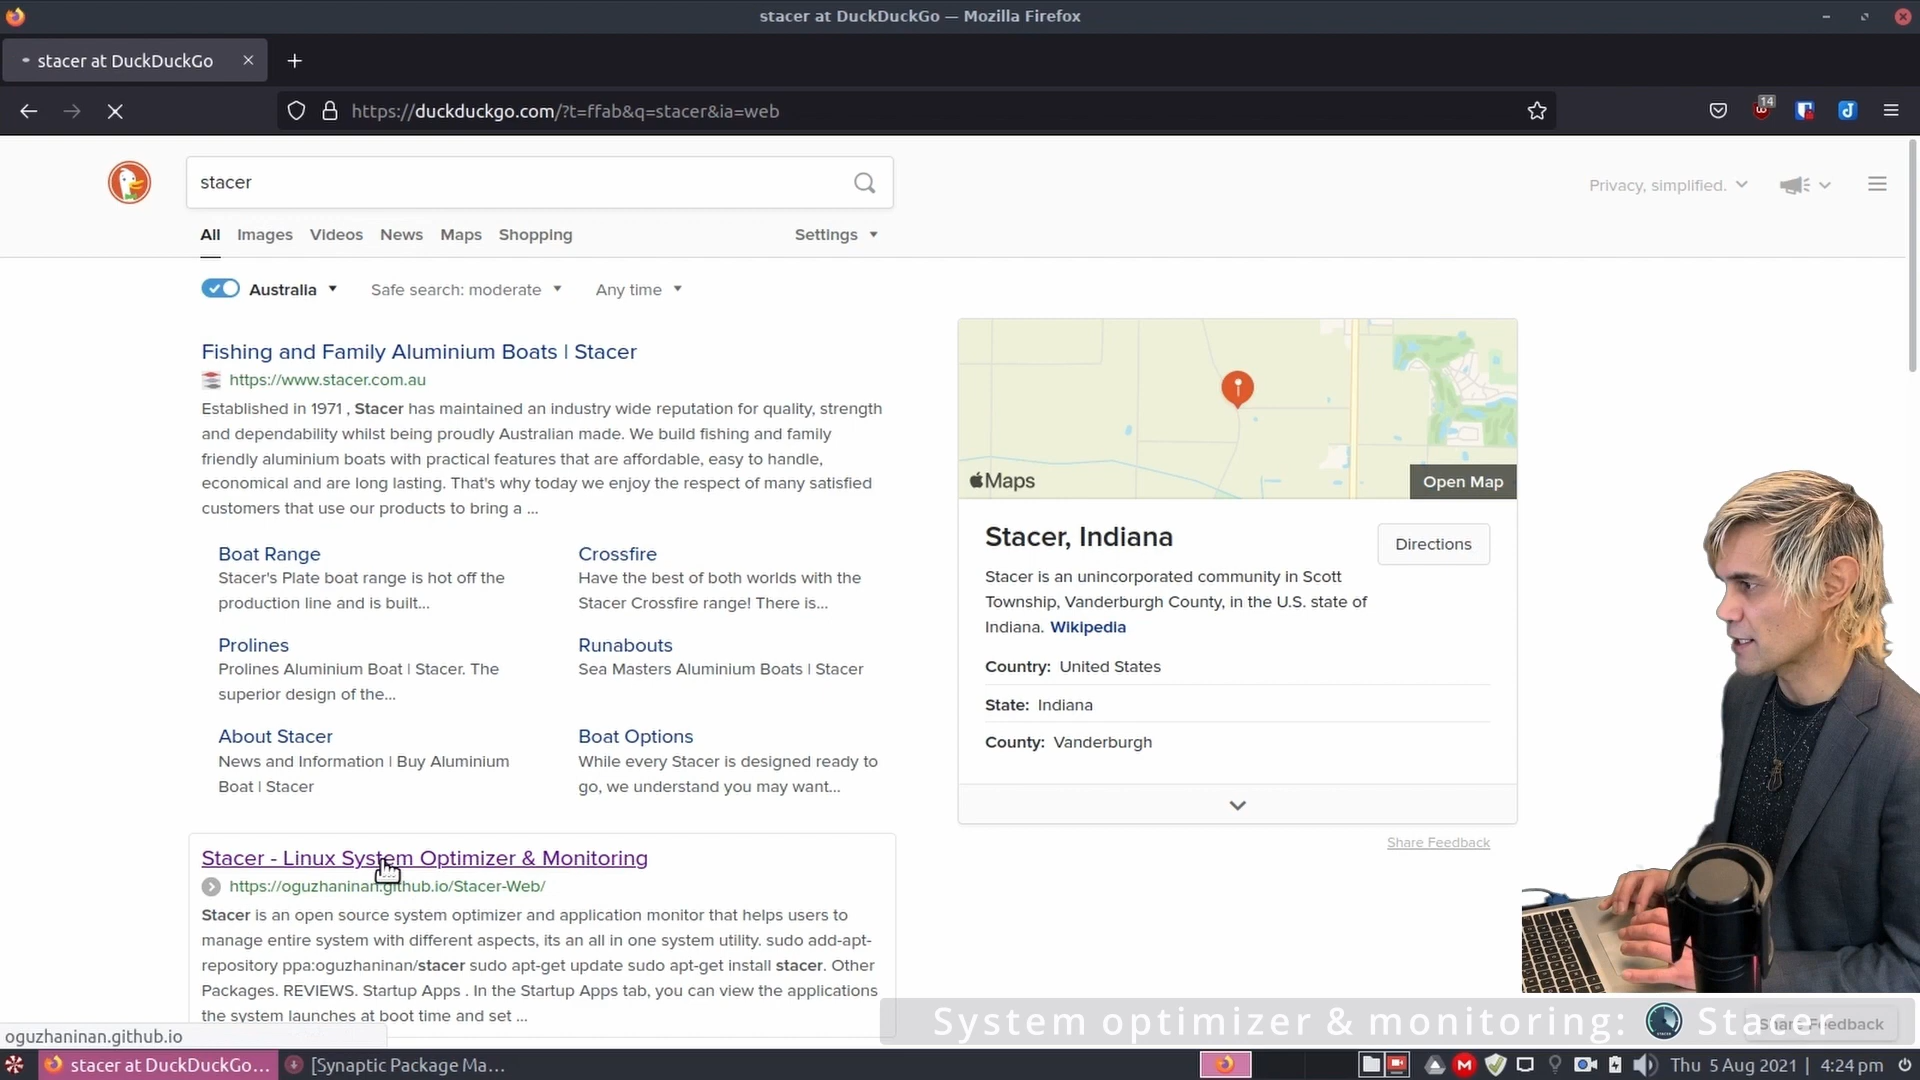 stacer at DuckDuckGo — Mozilla Firefox
stacer at DuckDuckGo
https://duckduckgo.com/?t=ffab&q=stacer&ia=web
14
stacer
Privacy, simplified.
All Images Videos News Maps Shopping Settings
Australia Safe search: moderate Any time
Fishing and Family Aluminium Boats | Stacer
https://www.stacer.com.au
Established in 1971 , Stacer has maintained an industry wide reputation for quality, strength
and dependability whilst being proudly Australian made. We build fishing and family
friendly aluminium boats with practical features that are affordable, easy to handle,
economical and are long lasting. That's why today we enjoy the respect of many satisfied
customers that use our products to bring a ...
Boat Range
Stacer's Plate boat range is hot off the
production line and is built...
Crossfire
Have the best of both worlds with the
Stacer Crossfire range! There is...
Prolines
Prolines Aluminium Boat | Stacer. The
superior design of the...
Runabouts
Sea Masters Aluminium Boats | Stacer
About Stacer
News and Information | Buy Aluminium
Boat | Stacer
Boat Options
While every Stacer is designed ready to
go, we understand you may want...
Stacer - Linux System Optimizer & Monitoring
https://oguzhaninan.github.io/Stacer-Web/
Stacer is an open source system optimizer and application monitor that helps users to
manage entire system with different aspects, its an all in one system utility. sudo add-apt-
repository ppa:oguzhaninan/stacer sudo apt-get update sudo apt-get install stacer. Other
Packages. REVIEWS. Startup Apps . In the Startup Apps tab, you can view the applications
the system launches at boot time and set ...
Maps
Open Map
Stacer, Indiana
Directions
Stacer is an unincorporated community in Scott
Township, Vanderburgh County, in the U.S. state of
Indiana. Wikipedia
Country: United States
State: Indiana
County: Vanderburgh
Share Feedback
System optimizer & monitoring: Stacer
Share Feedback
oguzhaninan.github.io
stacer at DuckDuckGo...
[Synaptic Package Ma...
Thu 5 Aug 2021 | 4:24 pm